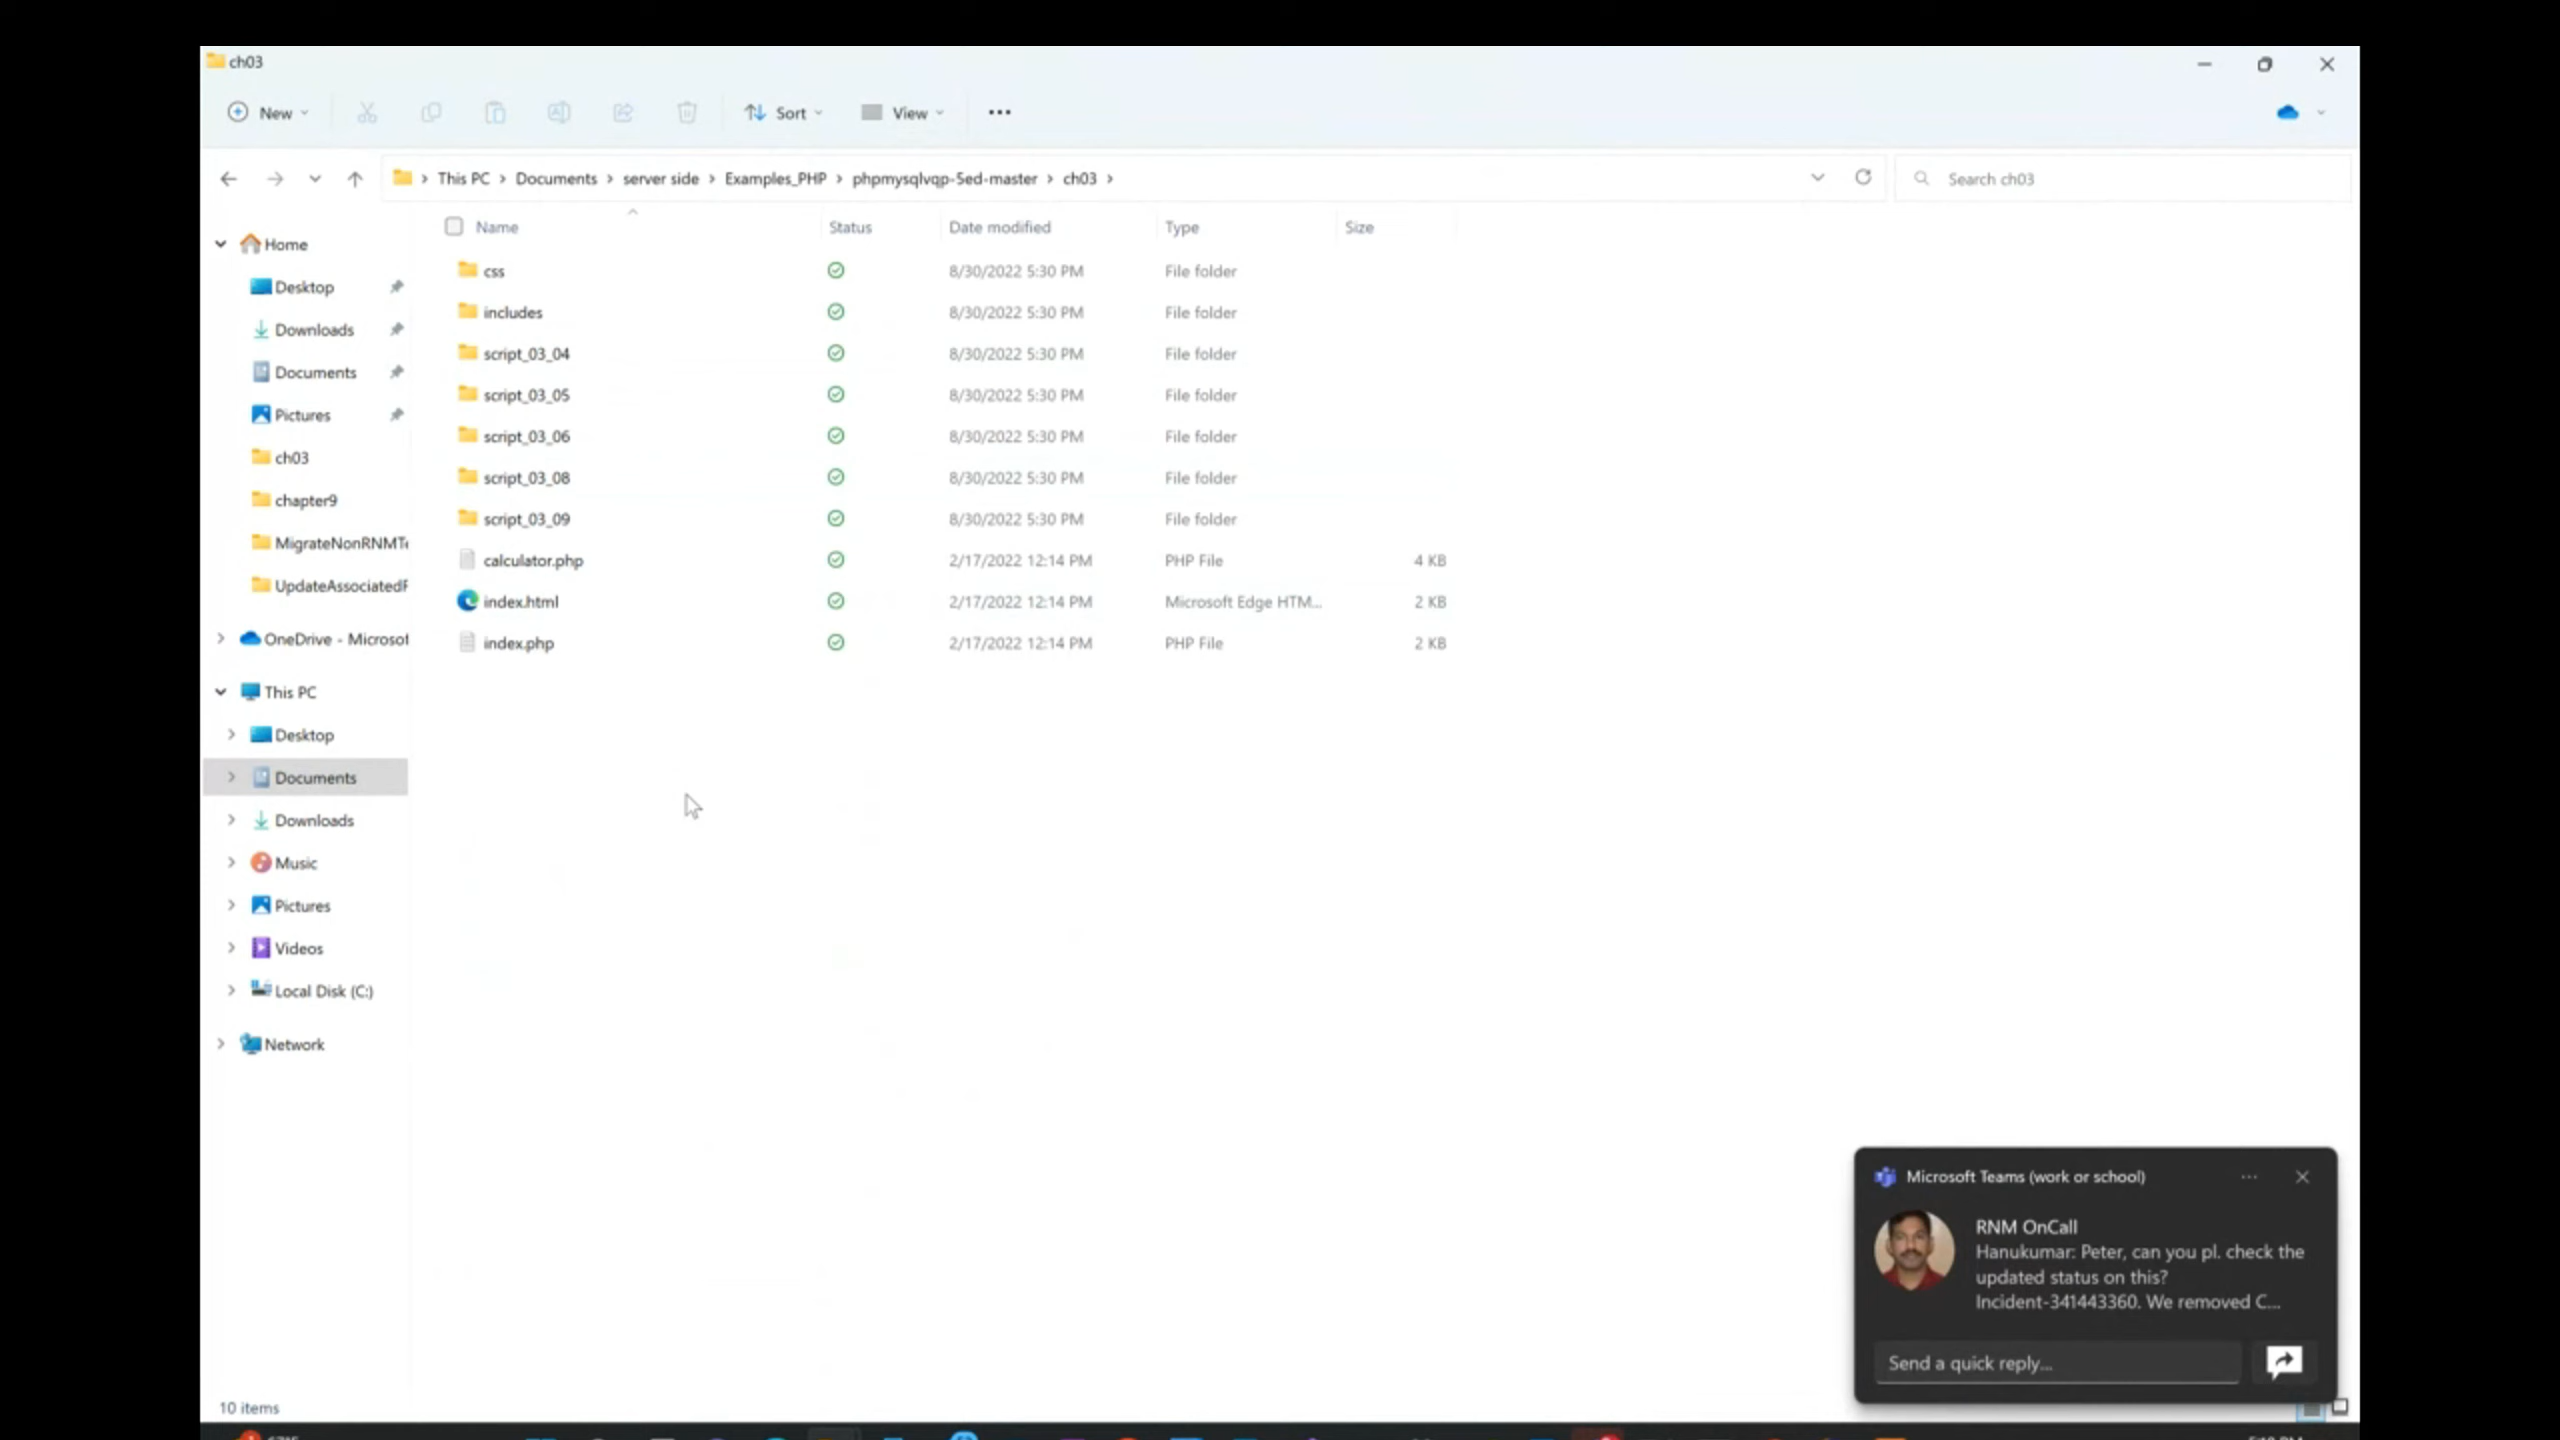 ch03
New
Sort
View
This PC > Documents > server side > Examples_PHP > phpmysqlvqp-5ed-master > ch03 >
Search ch03
Name Status Date modified Type Size
css 8/30/2022 5:30 PM File folder
includes 8/30/2022 5:30 PM File folder
script_03_04 8/30/2022 5:30 PM File folder
script_03_05 8/30/2022 5:30 PM File folder
script_03_06 8/30/2022 5:30 PM File folder
script_03_08 8/30/2022 5:30 PM File folder
script_03_09 8/30/2022 5:30 PM File folder
calculator.php 2/17/2022 12:14 PM PHP File 4 KB
index.html 2/17/2022 12:14 PM Microsoft Edge HTM... 2 KB
index.php 2/17/2022 12:14 PM PHP File 2 KB
Home
Desktop
Downloads
Documents
Pictures
ch03
chapter9
MigrateNonRNMTe
UpdateAssociatedF
OneDrive - Microsof
This PC
Desktop
Documents
Downloads
Music
Pictures
Videos
Local Disk (C:)
Network
10 items
Microsoft Teams (work or school)
RNM OnCall
Hanukumar: Peter, can you pl. check the
updated status on this?
Incident-341443360. We removed C...
Send a quick reply...